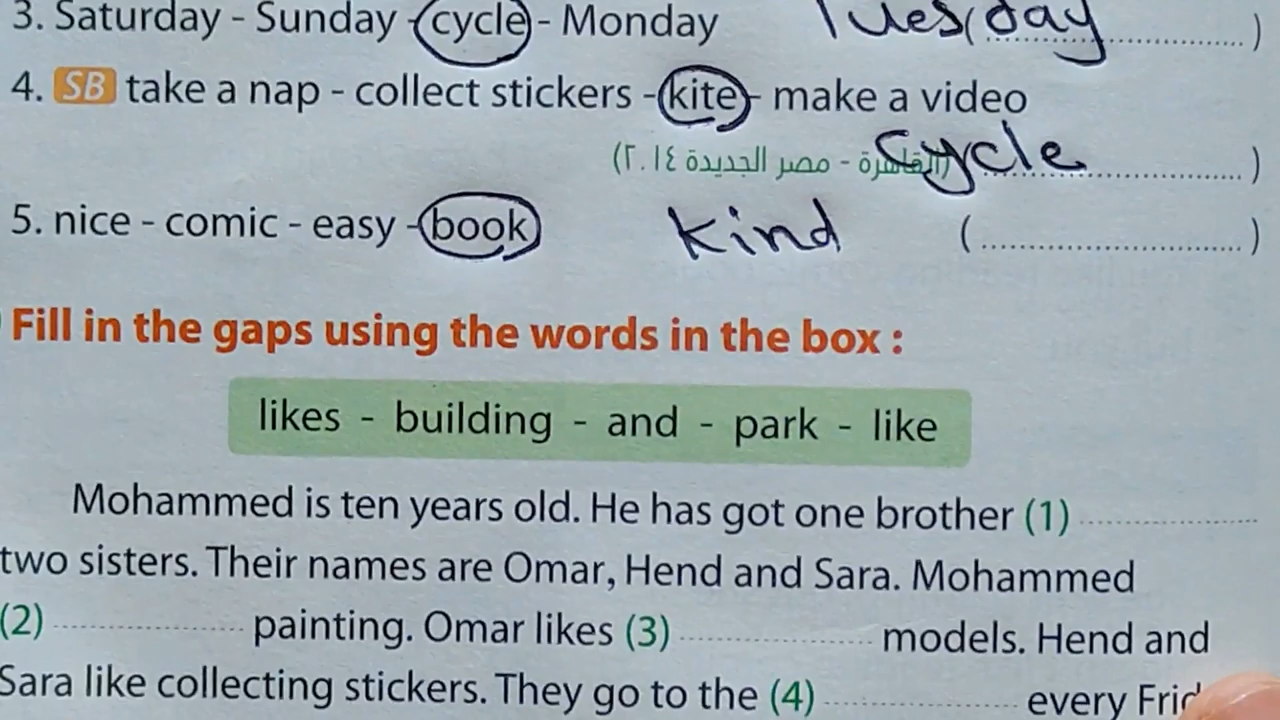 3. Saturday - Sunday - cycle - Monday Tuesday (........................)
4. SB take a nap - collect stickers - kite - make a video
(القاهرة - مصر الجديدة ٢٠١٤) cycle ........................)
5. nice - comic - easy - book kind (........................)
Fill in the gaps using the words in the box :
likes - building - and - park - like
Mohammed is ten years old. He has got one brother (1) ........................
two sisters. Their names are Omar, Hend and Sara. Mohammed
(2) ........................ painting. Omar likes (3) ........................ models. Hend and
Sara like collecting stickers. They go to the (4) ........................ every